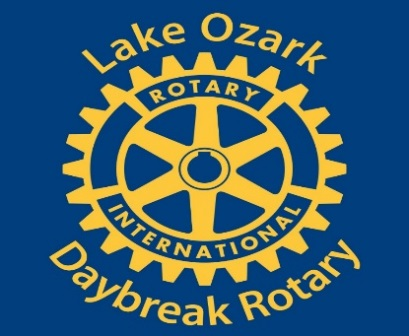 Lake Ozark
ROTARY
INTERNATIONAL
Daybreak Rotary